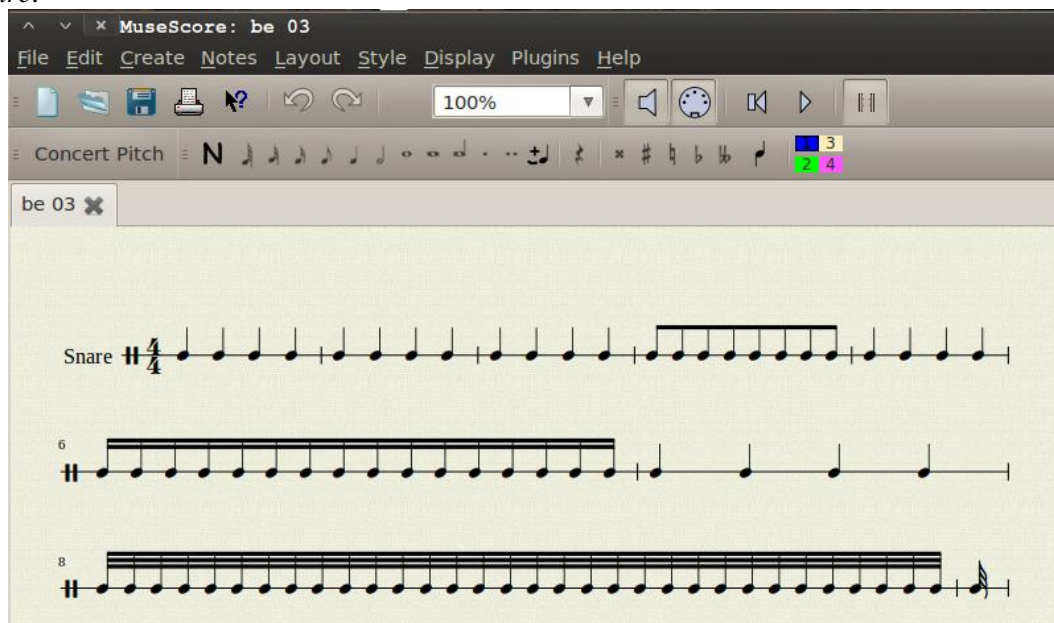 are.
MuseScore: be 03
File Edit Create Notes Layout Style Display Plugins Help
100%
Concert Pitch N 1 3
2 4
be 03
Snare 4
4
6
8